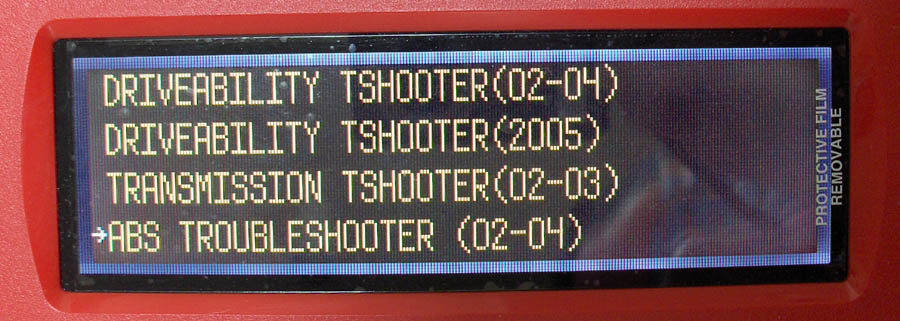 DRIVEABILITY TSHOOTER(02-04)
DRIVEABILITY TSHOOTER(2005)
TRANSMISSION TSHOOTER(02-03)
→ABS TROUBLESHOOTER (02-04)
PROTECTIVE FILM
REMOVABLE